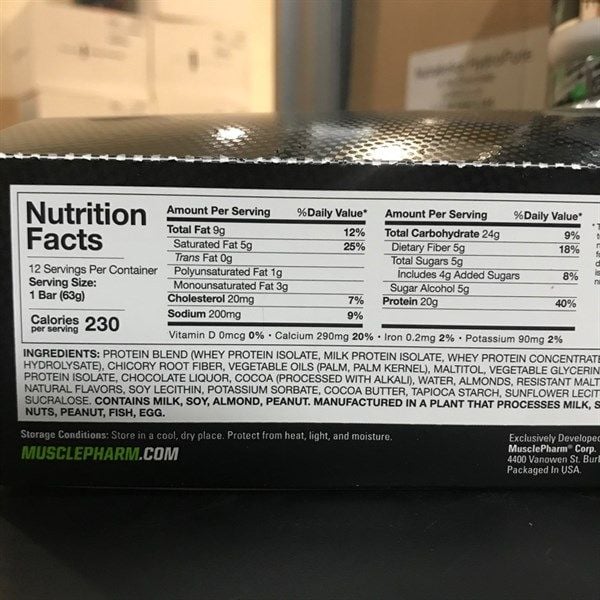 Nutrition
Facts
12 Servings Per Container
Serving Size:
1 Bar (63g)
Calories
per serving 230
Amount Per Serving %Daily Value*
Total Fat 9g 12%
Saturated Fat 5g 25%
Trans Fat 0g
Polyunsaturated Fat 1g
Monounsaturated Fat 3g
Cholesterol 20mg 7%
Sodium 200mg 9%
Amount Per Serving %Daily Value*
Total Carbohydrate 24g 9%
Dietary Fiber 5g 18%
Total Sugars 5g
Includes 4g Added Sugars 8%
Sugar Alcohol 5g
Protein 20g 40%
Vitamin D 0mcg 0% • Calcium 290mg 20% • Iron 0.2mg 2% • Potassium 90mg 2%
INGREDIENTS: PROTEIN BLEND (WHEY PROTEIN ISOLATE, MILK PROTEIN ISOLATE, WHEY PROTEIN CONCENTRATE
HYDROLYSATE), CHICORY ROOT FIBER, VEGETABLE OILS (PALM, PALM KERNEL), MALTITOL, VEGETABLE GLYCERIN
PROTEIN ISOLATE, CHOCOLATE LIQUOR, COCOA (PROCESSED WITH ALKALI), WATER, ALMONDS, RESISTANT MALT
NATURAL FLAVORS, SOY LECITHIN, POTASSIUM SORBATE, COCOA BUTTER, TAPIOCA STARCH, SUNFLOWER LECIT
SUCRALOSE. CONTAINS MILK, SOY, ALMOND, PEANUT. MANUFACTURED IN A PLANT THAT PROCESSES MILK, S
NUTS, PEANUT, FISH, EGG.
Storage Conditions: Store in a cool, dry place. Protect from heat, light, and moisture.
MUSCLEPHARM.COM
Exclusively Developed
MusclePharm® Corp.
4400 Vanowen St. Burb
Packaged In USA.